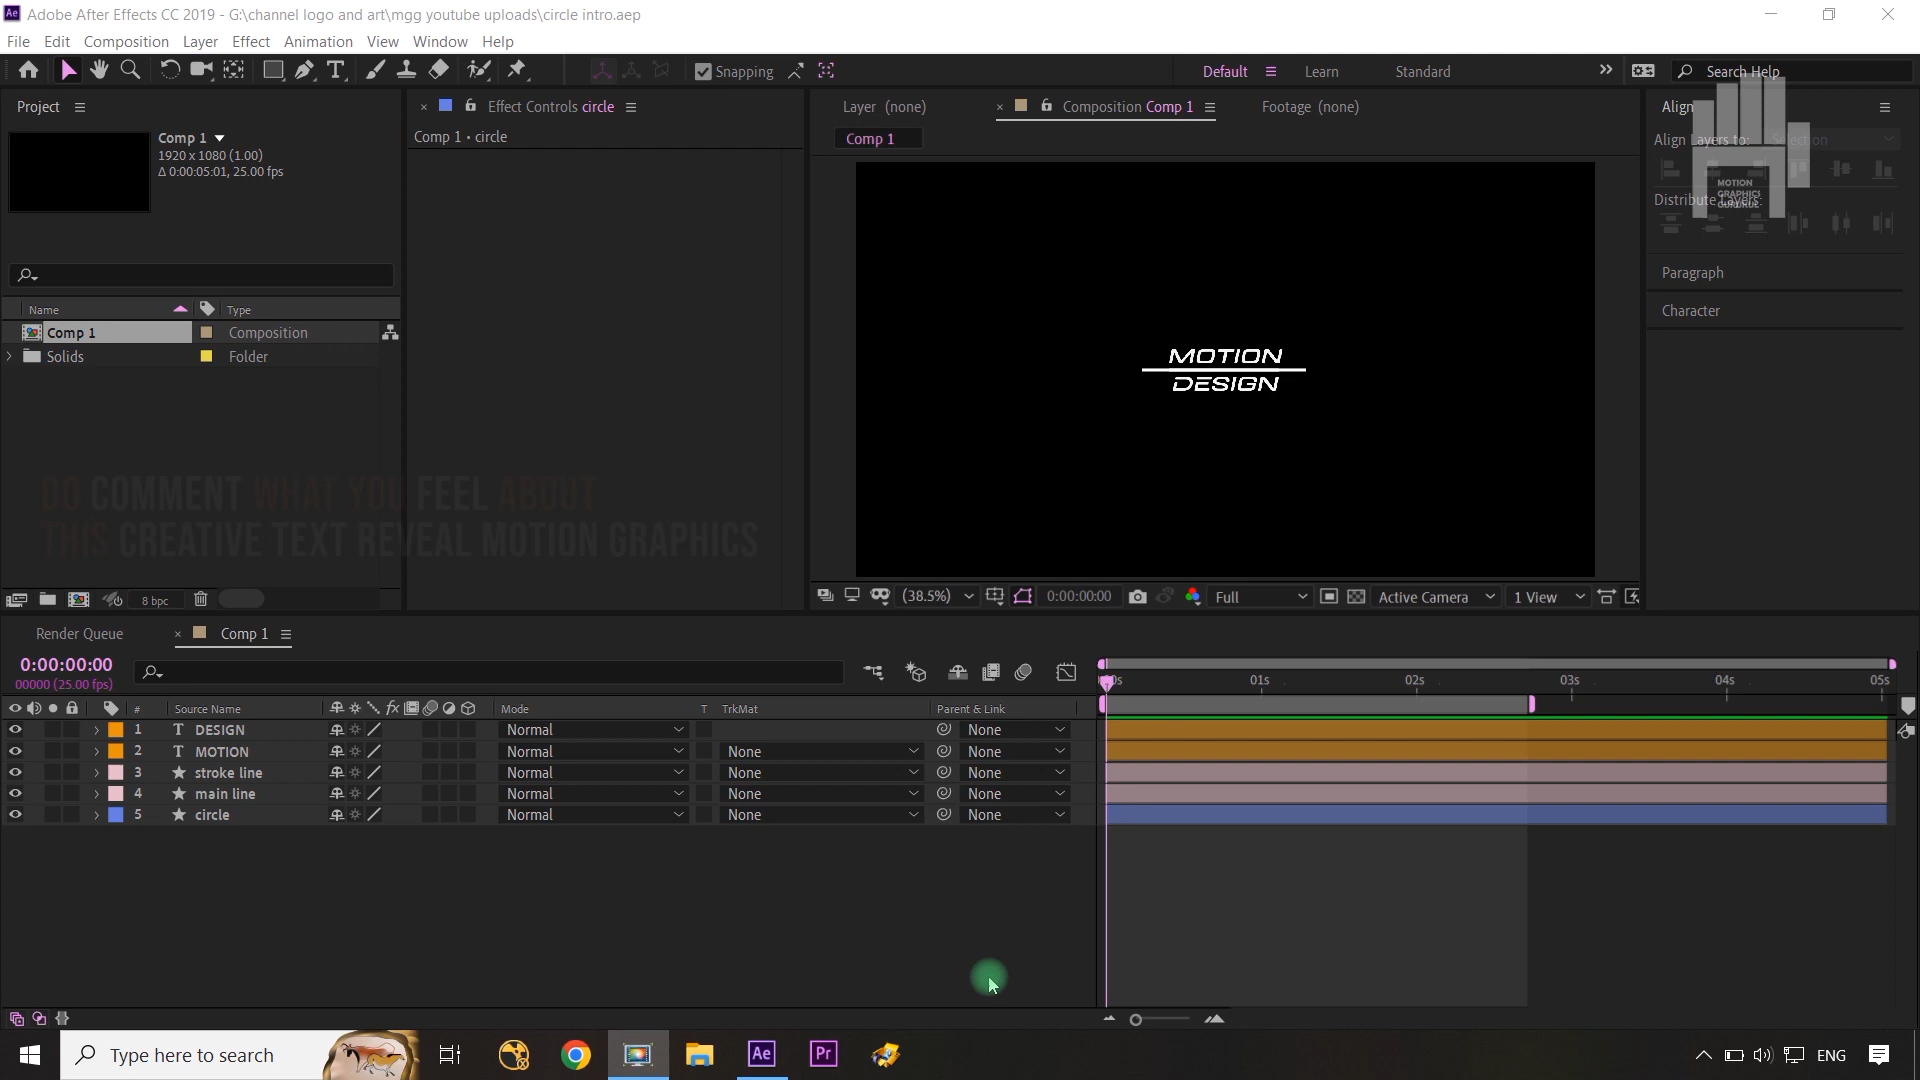 Adobe After Effects CC 2019 - G:\channel logo and art\mgg youtube uploads\circle intro.aep
File Edit Composition Layer Effect Animation View Window Help
Snapping
Default Learn Standard
Search Help
Project
Effect Controls circle
Layer (none)
Composition Comp 1
Footage (none)
Align
Comp 1
1920 x 1080 (1.00)
Δ 0:00:05:01, 25.00 fps
Comp 1 • circle
Comp 1
Align Layers to: Selection
MOTION
GRAPHICS
Distribute Layers:
Paragraph
Character
Name Type
Comp 1 Composition
Solids Folder
MOTION
DESIGN
DO COMMENT WHAT YOU FEEL ABOUT
THIS CREATIVE TEXT REVEAL MOTION GRAPHICS
8 bpc
(38.5%) 0:00:00:00 Full Active Camera 1 View
Render Queue Comp 1
0:00:00:00
00000 (25.00 fps)
01s 02s 03s 04s 05s
# Source Name fx Mode T TrkMat Parent & Link
1 T DESIGN Normal None
2 T MOTION Normal None None
3 stroke line Normal None None
4 main line Normal None None
5 circle Normal None None
Type here to search
Ae Pr
ENG